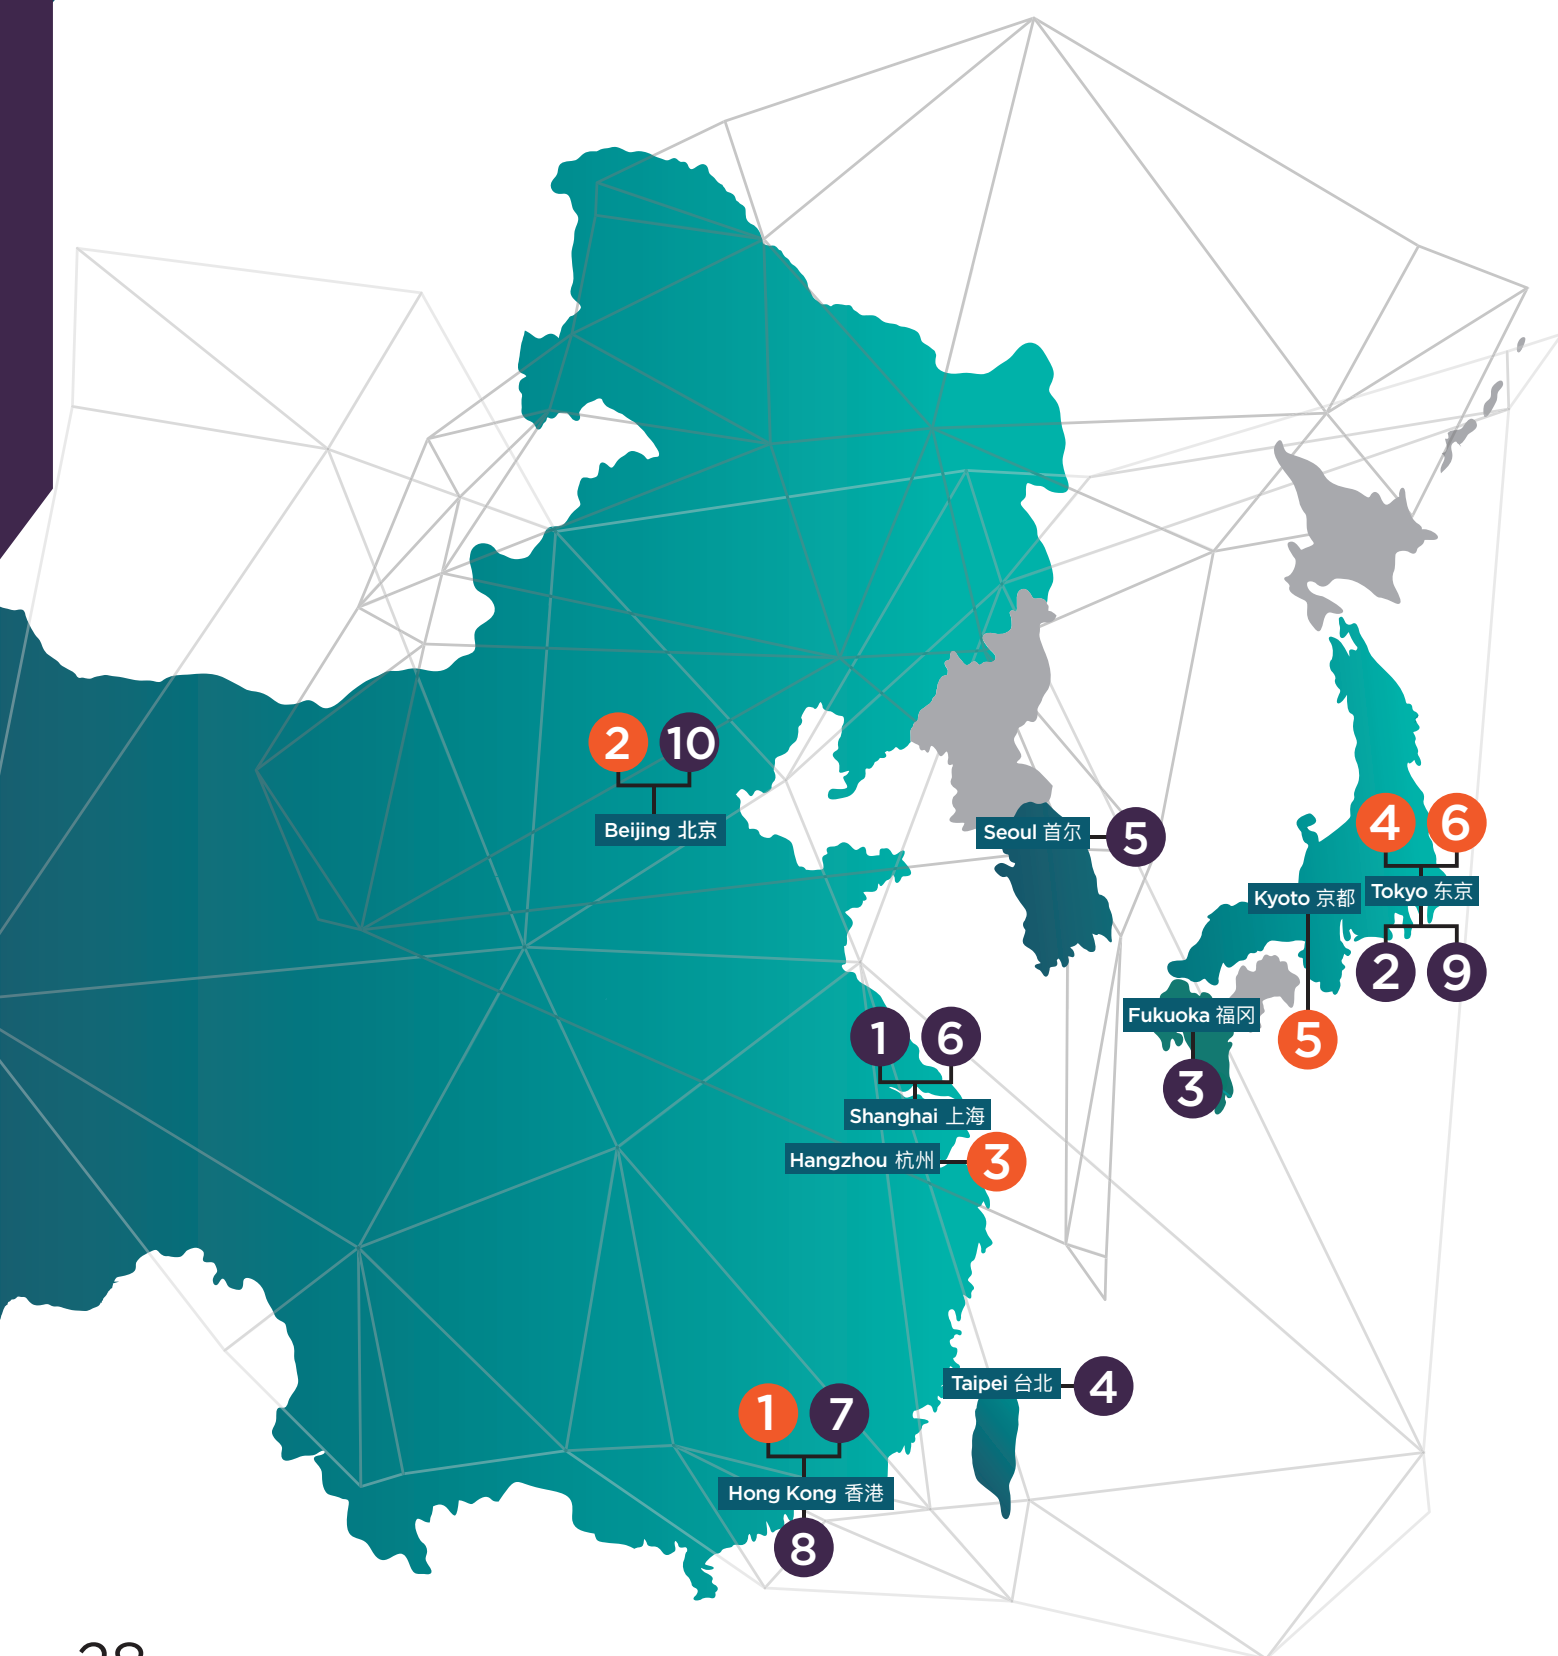 2 10
Beijing 北京
Seoul 首尔 5
4 6
Kyoto 京都
Tokyo 东京
2 9
Fukuoka 福冈
5
3
1 6
Shanghai 上海
Hangzhou 杭州 3
Taipei 台北 4
1 7
Hong Kong 香港
8